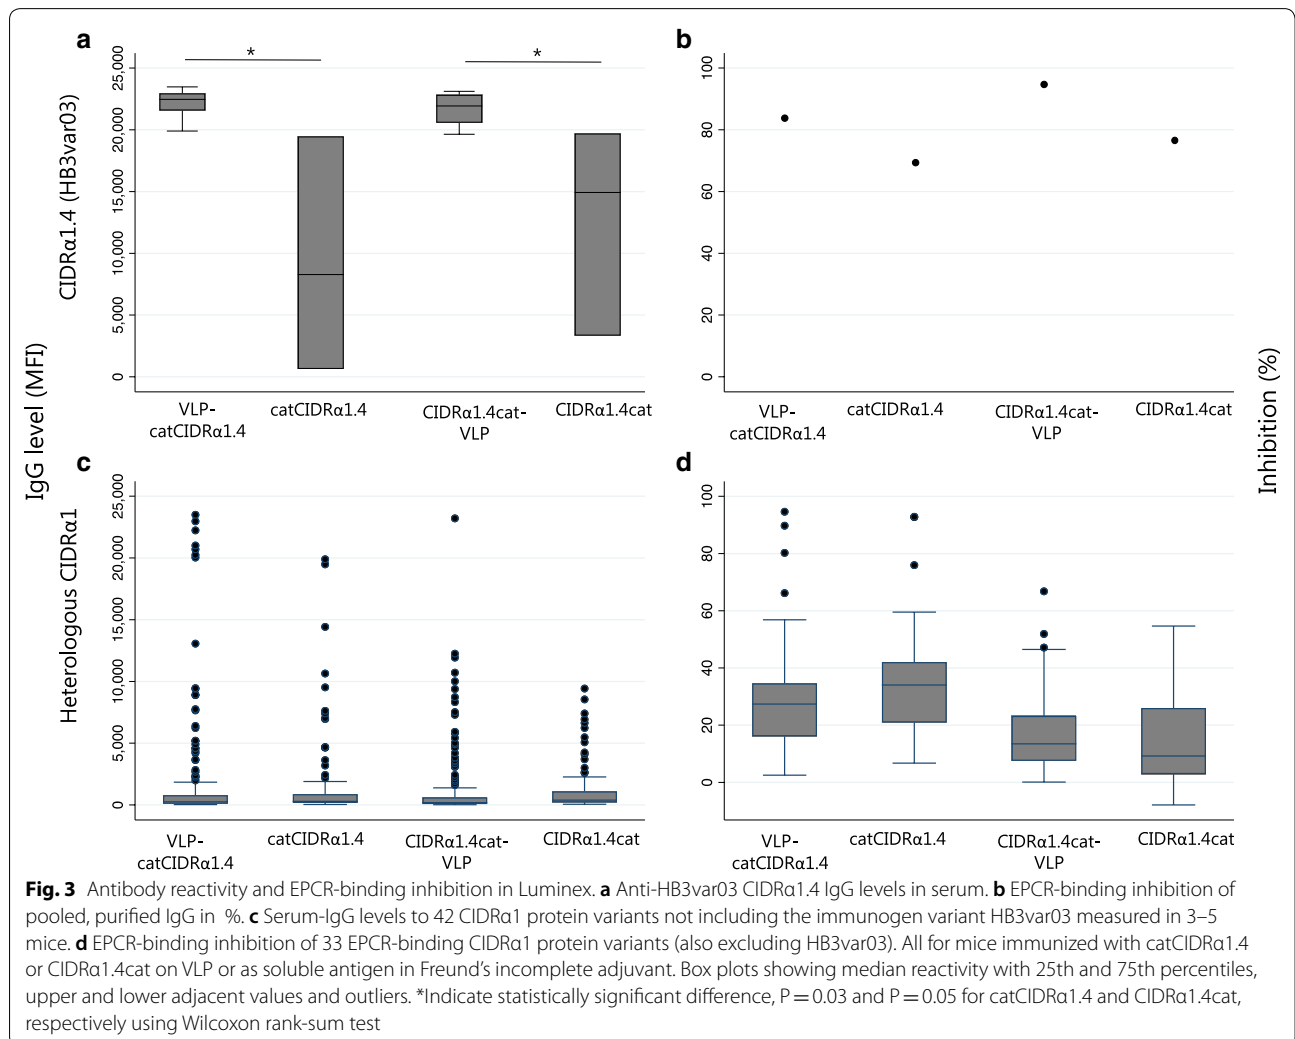 a
b
*
*
25,000
20,000
15,000
10,000
5,000
0
CIDRα1.4 (HB3var03)
100
80
60
40
20
0
VLP-
catCIDRα1.4
catCIDRα1.4
CIDRα1.4cat-
VLP
CIDRα1.4cat
VLP-
catCIDRα1.4
catCIDRα1.4
CIDRα1.4cat-
VLP
CIDRα1.4cat
IgG level (MFI)
Inhibition (%)
c
d
25,000
20,000
15,000
10,000
5,000
0
Heterologous CIDRα1
100
80
60
40
20
0
VLP-
catCIDRα1.4
catCIDRα1.4
CIDRα1.4cat-
VLP
CIDRα1.4cat
VLP-
catCIDRα1.4
catCIDRα1.4
CIDRα1.4cat-
VLP
CIDRα1.4cat
Fig. 3 Antibody reactivity and EPCR-binding inhibition in Luminex. a Anti-HB3var03 CIDRα1.4 IgG levels in serum. b EPCR-binding inhibition of
pooled, purified IgG in %. c Serum-IgG levels to 42 CIDRα1 protein variants not including the immunogen variant HB3var03 measured in 3–5
mice. d EPCR-binding inhibition of 33 EPCR-binding CIDRα1 protein variants (also excluding HB3var03). All for mice immunized with catCIDRα1.4
or CIDRα1.4cat on VLP or as soluble antigen in Freund's incomplete adjuvant. Box plots showing median reactivity with 25th and 75th percentiles,
upper and lower adjacent values and outliers. *Indicate statistically significant difference, P = 0.03 and P = 0.05 for catCIDRα1.4 and CIDRα1.4cat,
respectively using Wilcoxon rank-sum test